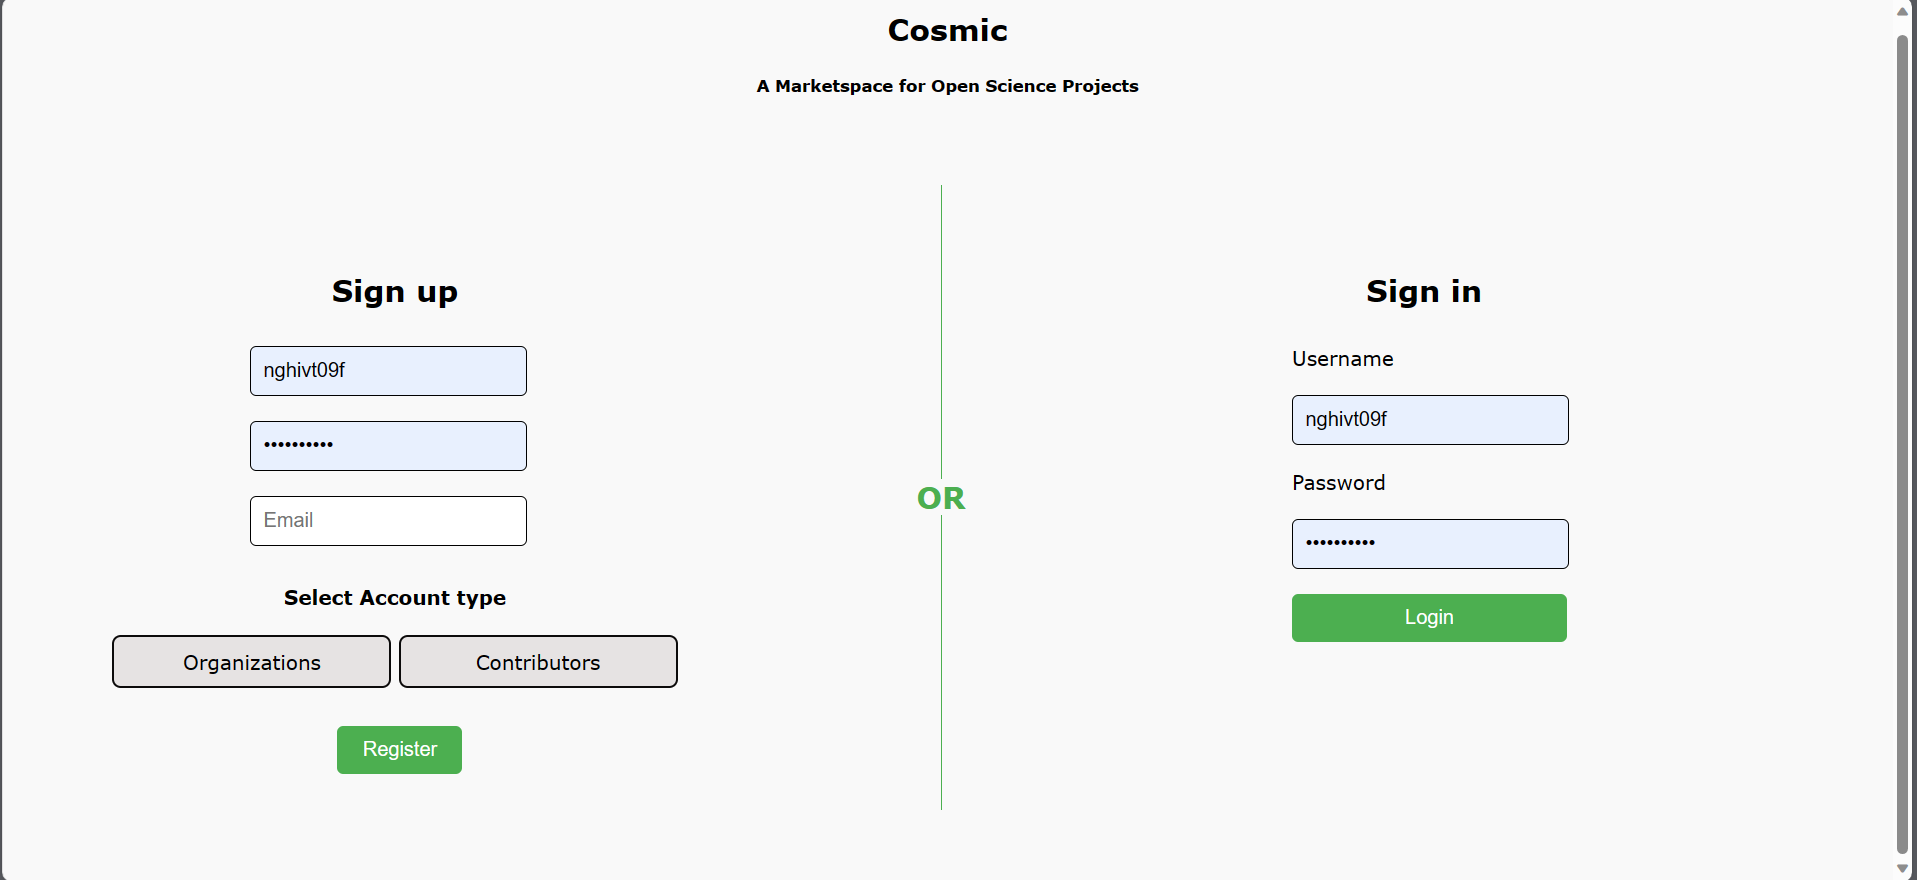 Cosmic
A Marketspace for Open Science Projects
Sign up
nghivt09f
••••••••••
Email
Select Account type
Organizations
Contributors
Register
OR
Sign in
Username
nghivt09f
Password
••••••••••
Login